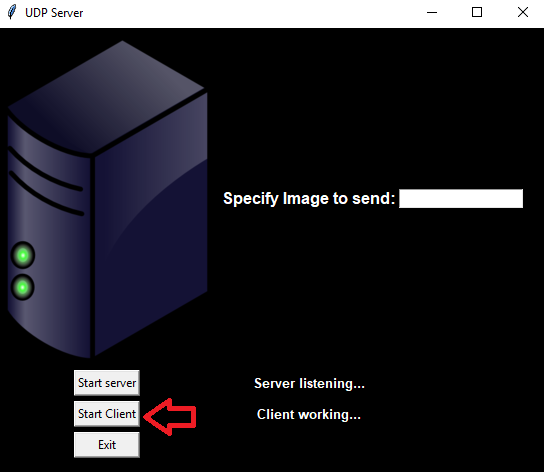 UDP Server
Specify Image to send:
Start server
Server listening...
Start Client
Client working...
Exit